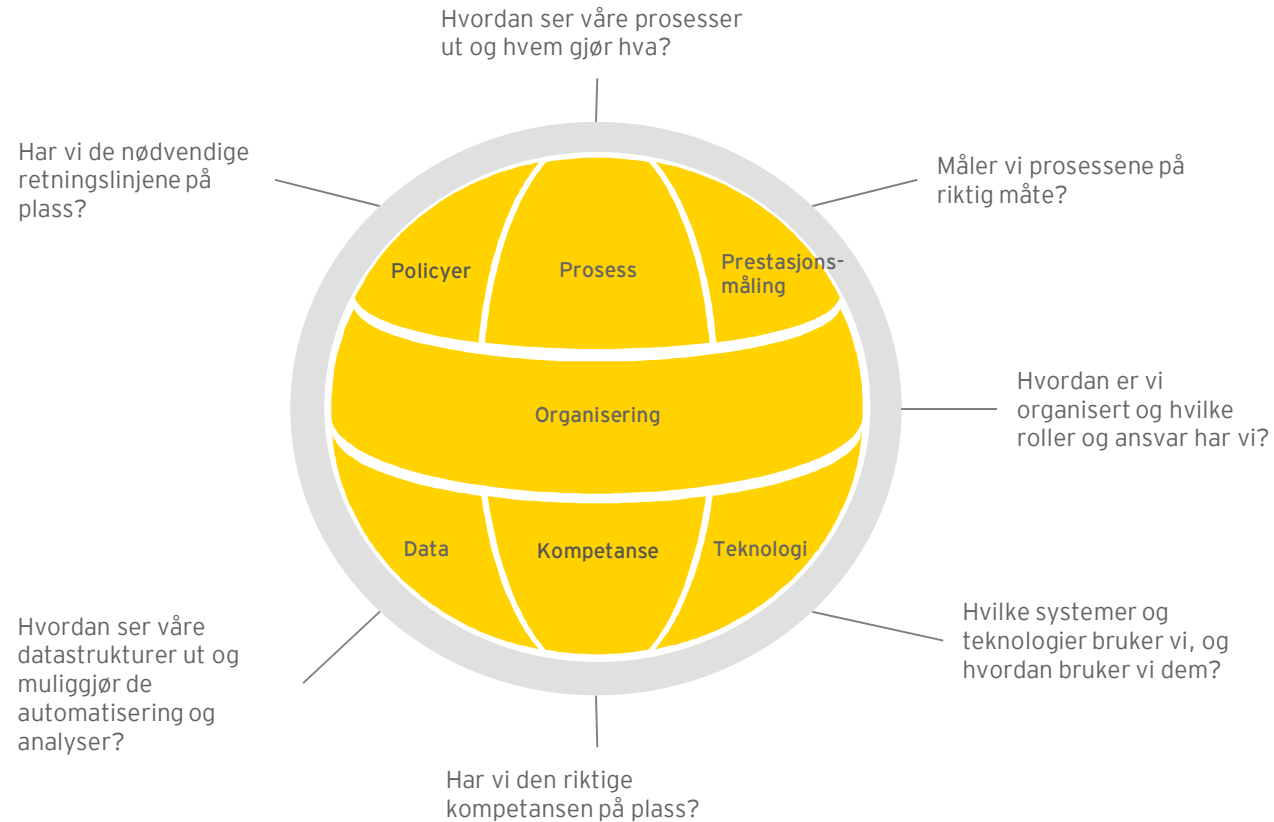 Hvordan ser våre prosesser
ut og hvem gjør hva?
Har vi de nødvendige
retningslinjene på
plass?
Måler vi prosessene på
riktig måte?
Policyer
Prosess
Prestasjons-
måling
Organisering
Hvordan er vi
organisert og hvilke
roller og ansvar har vi?
Data
Kompetanse
Teknologi
Hvordan ser våre
datastrukturer ut og
muliggjør de
automatisering og
analyser?
Hvilke systemer og
teknologier bruker vi, og
hvordan bruker vi dem?
Har vi den riktige
kompetansen på plass?